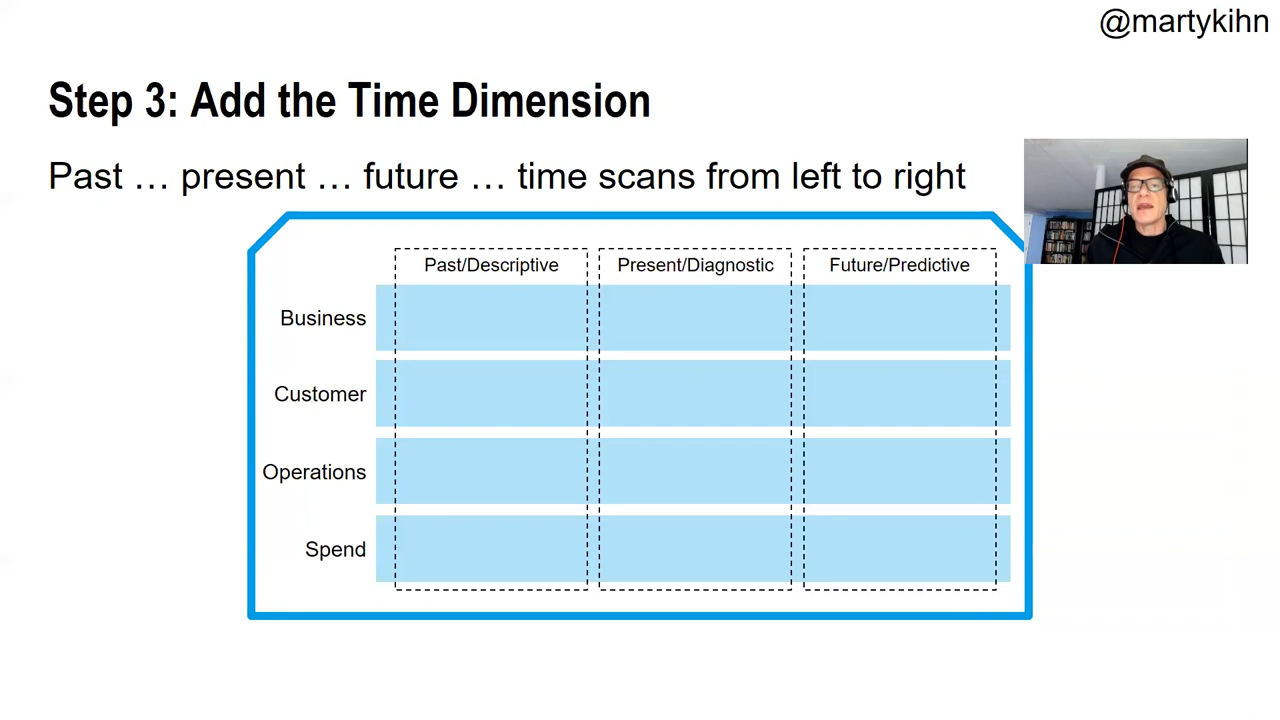 @martykihn
Step 3: Add the Time Dimension
Past … present … future … time scans from left to right
Past/Descriptive Present/Diagnostic Future/Predictive
Business
Customer
Operations
Spend